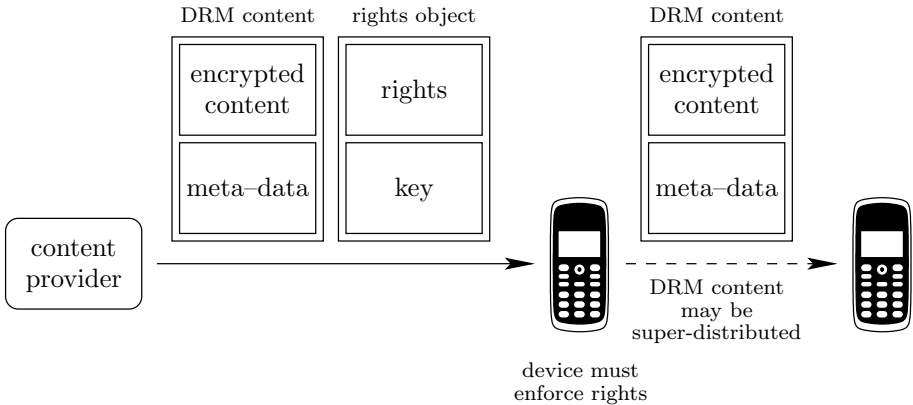 DRM content
rights object
DRM content
encrypted
content
rights
encrypted
content
meta–data
key
meta–data
content
provider
DRM content
may be
super-distributed
device must
enforce rights